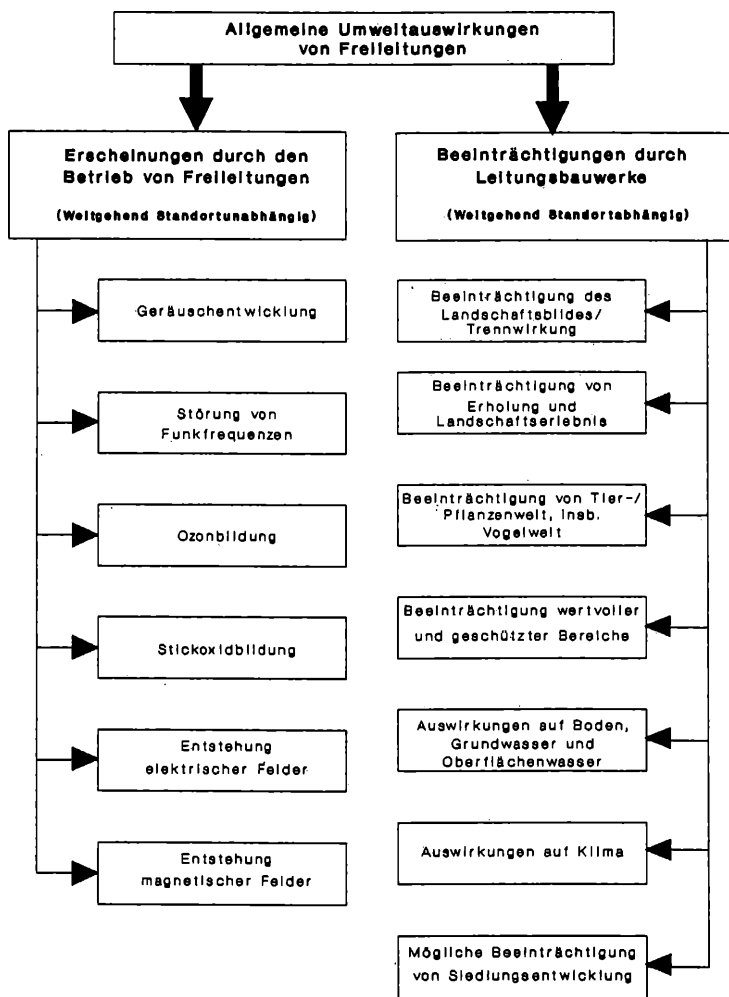 Allgemeine Umweltauswirkungen
von Freileitungen
Erscheinungen durch den
Betrieb von Freileitungen
(Weitgehend Standortunabhängig)
Geräuschentwicklung
Störung von
Funkfrequenzen
Ozonbildung
Stickoxidbildung
Entstehung
elektrischer Felder
Entstehung
magnetischer Felder
Beeinträchtigungen durch
Leitungsbauwerke
(Weitgehend Standortabhängig)
Beeinträchtigung des
Landschaftsbildes/
Trennwirkung
Beeinträchtigung von
Erholung und
Landschaftserlebnis
Beeinträchtigung von Tier-/
Pflanzenwelt, insb.
Vogelwelt
Beeinträchtigung wertvoller
und geschützter Bereiche
Auswirkungen auf Boden,
Grundwasser und
Oberflächenwasser
Auswirkungen auf Klima
Mögliche Beeinträchtigung
von Siedlungsentwicklung